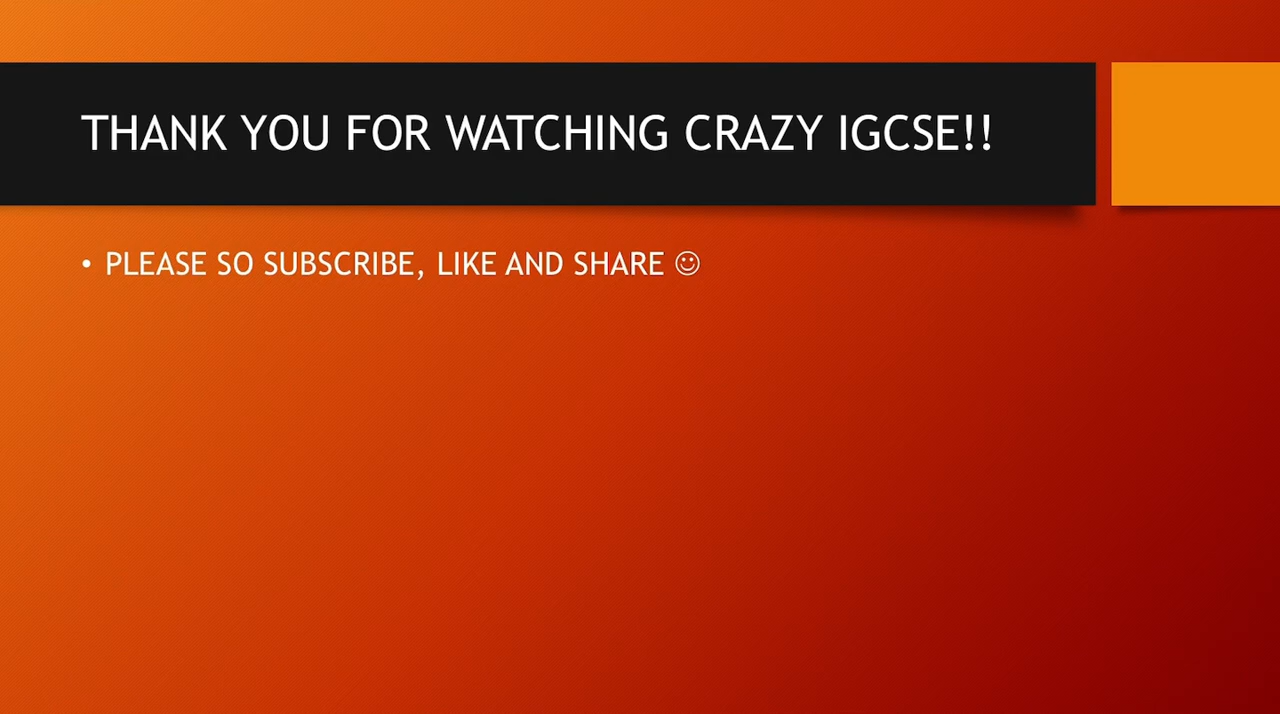 THANK YOU FOR WATCHING CRAZY IGCSE!!
• PLEASE SO SUBSCRIBE, LIKE AND SHARE ☺